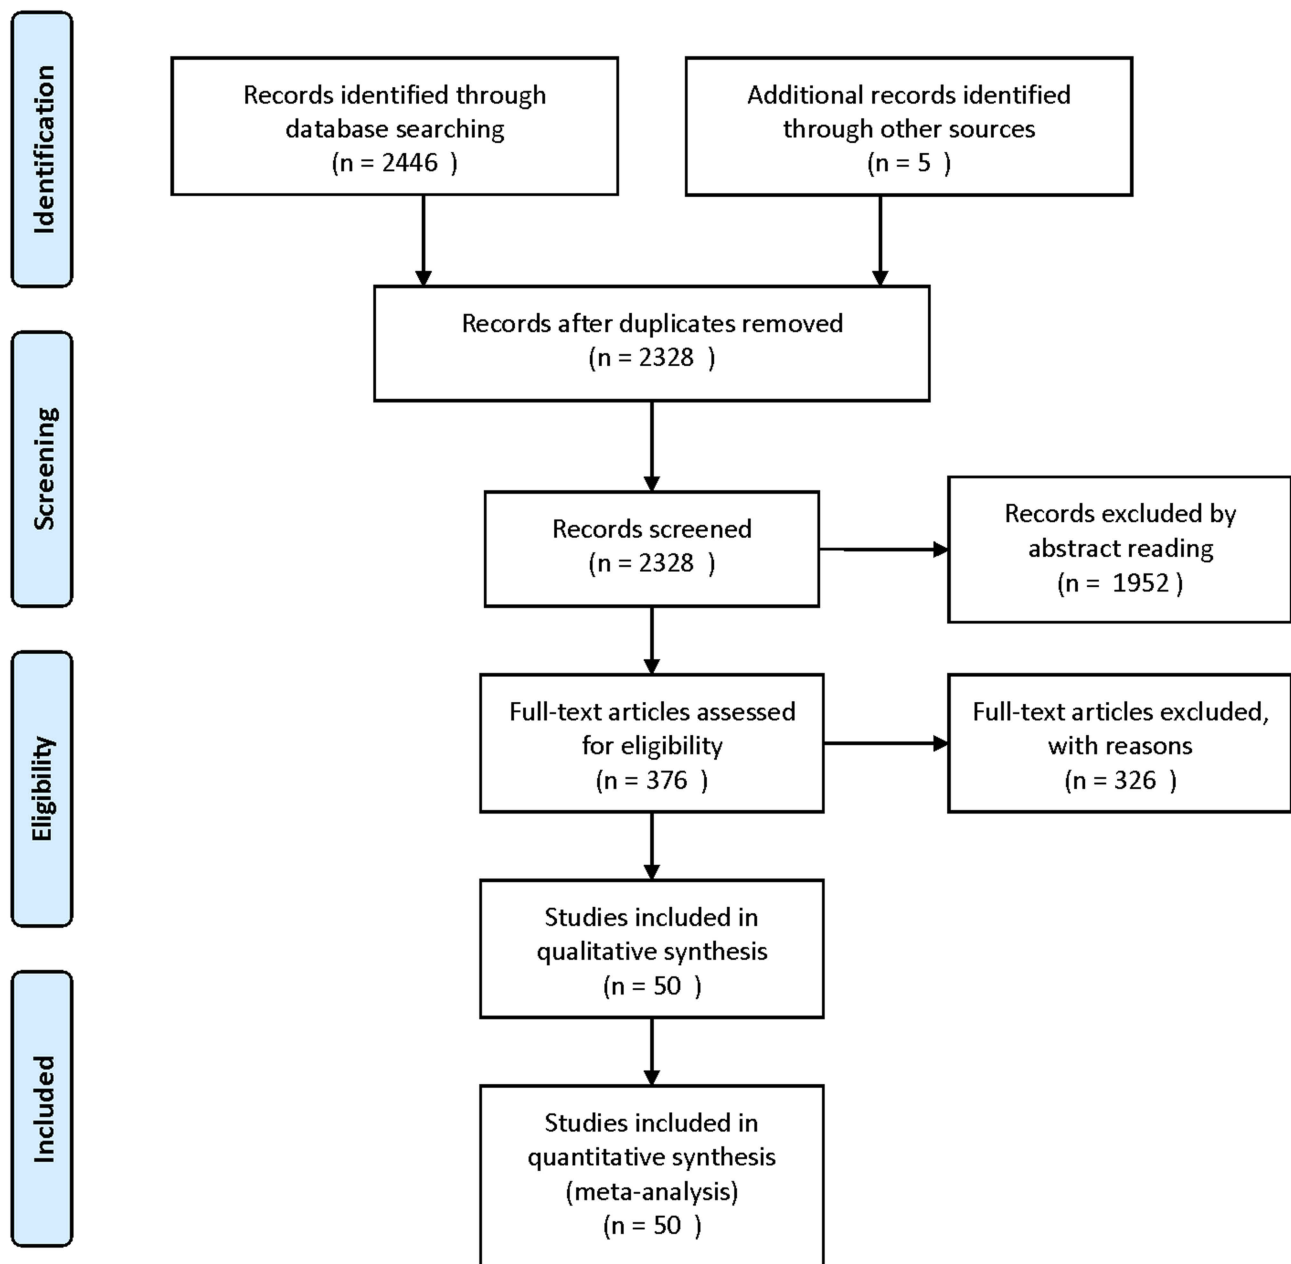 Identification
Records identified through
database searching
(n = 2446  )
Additional records identified
through other sources
(n = 5  )
Records after duplicates removed
(n = 2328  )
Screening
Records screened
(n = 2328  )
Records excluded by
abstract reading
(n =  1952 )
Eligibility
Full-text articles assessed
for eligibility
(n = 376  )
Full-text articles excluded,
with reasons
(n = 326  )
Studies included in
qualitative synthesis
(n = 50  )
Included
Studies included in
quantitative synthesis
(meta-analysis)
(n = 50  )